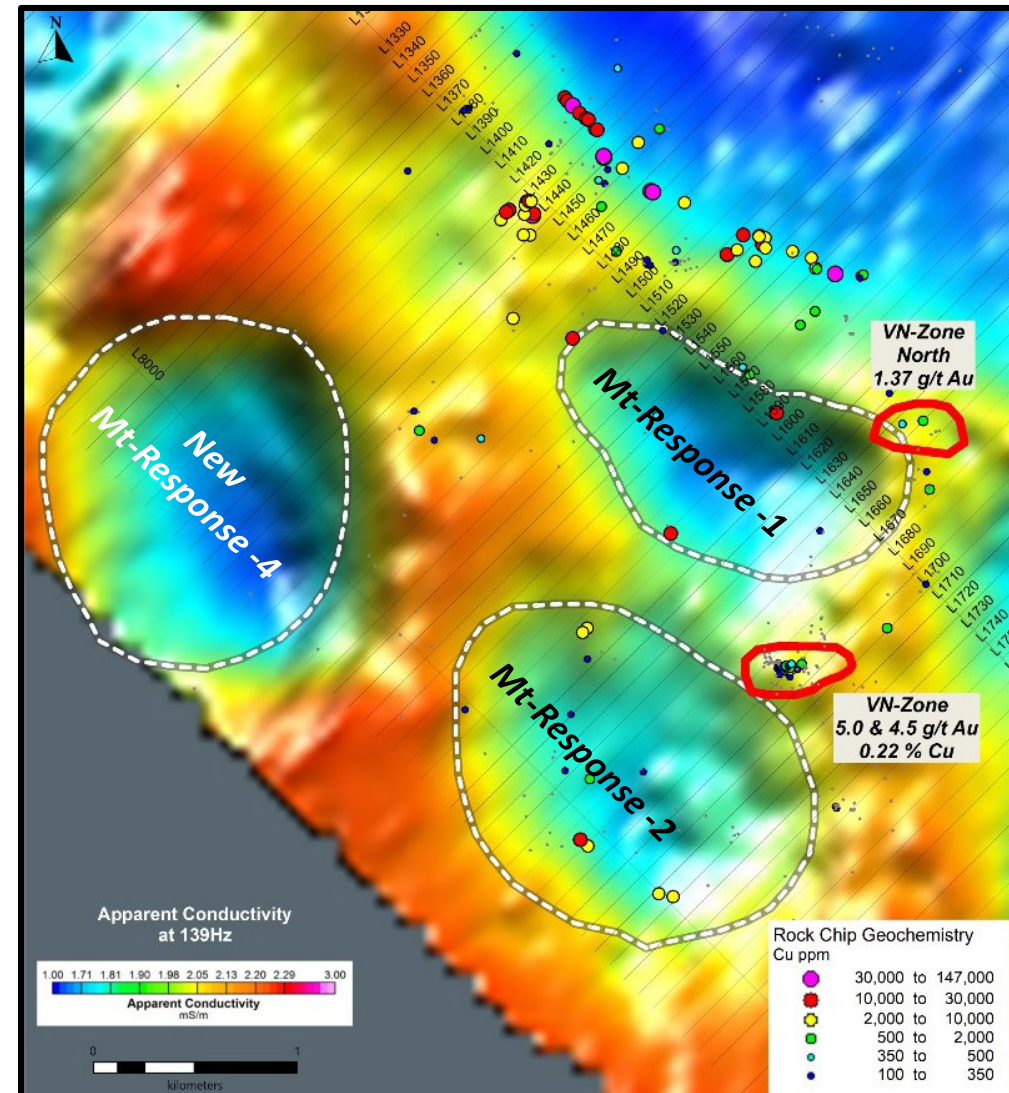 N
L1330
L1340
L1350
L1360
L1370
L1380
L1390
L1400
L1410
L1420
L1430
L1440
L1450
L1460
L1470
L1480
L1490
L1500
L1510
L1520
L1530
L1540
L1550
L1560
L1580
L1590
L1600
L1610
L1620
L1630
L1640
L1650
L1660
L1670
L1680
L1690
L1700
L1710
L1720
L1730
L1740
VN-Zone
North
1.37 g/t Au
L8000
New
Mt-Response -4
Mt-Response -1
Mt-Response -2
VN-Zone
5.0 & 4.5 g/t Au
0.22 % Cu
Apparent Conductivity
at 139Hz
1.00 1.71 1.81 1.90 1.98 2.05 2.13 2.20 2.29 3.00
Apparent Conductivity
mS/m
0 1
kilometers
Rock Chip Geochemistry
Cu ppm
30,000 to 147,000
10,000 to 30,000
2,000 to 10,000
500 to 2,000
350 to 500
100 to 350